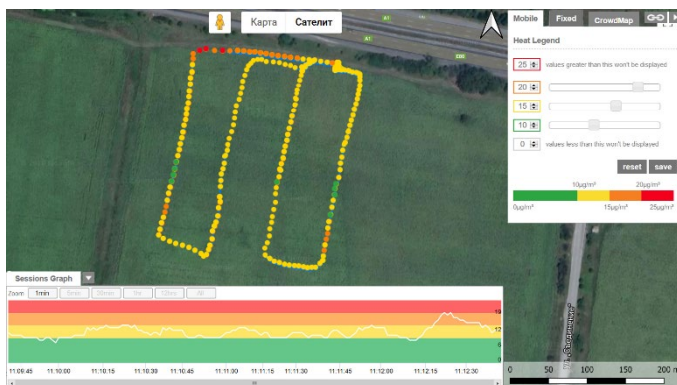 Карта Сателит
A1
A1
Mobile Fixed CrowdMap
Heat Legend
25 values greater than this won't be displayed
20
15
10
0 values less than this won't be displayed
reset save
10µg/m³ 20µg/m³
0µg/m³ 15µg/m³ 25µg/m³
Sessions Graph
Zoom 1min 5min 30min 1hr 12hrs All
19
12
6
0
11:09:45 11:10:00 11:10:15 11:10:30 11:10:45 11:11:00 11:11:15 11:11:30 11:11:45 11:12:00 11:12:15 11:12:30
0 50 100 150 200 m